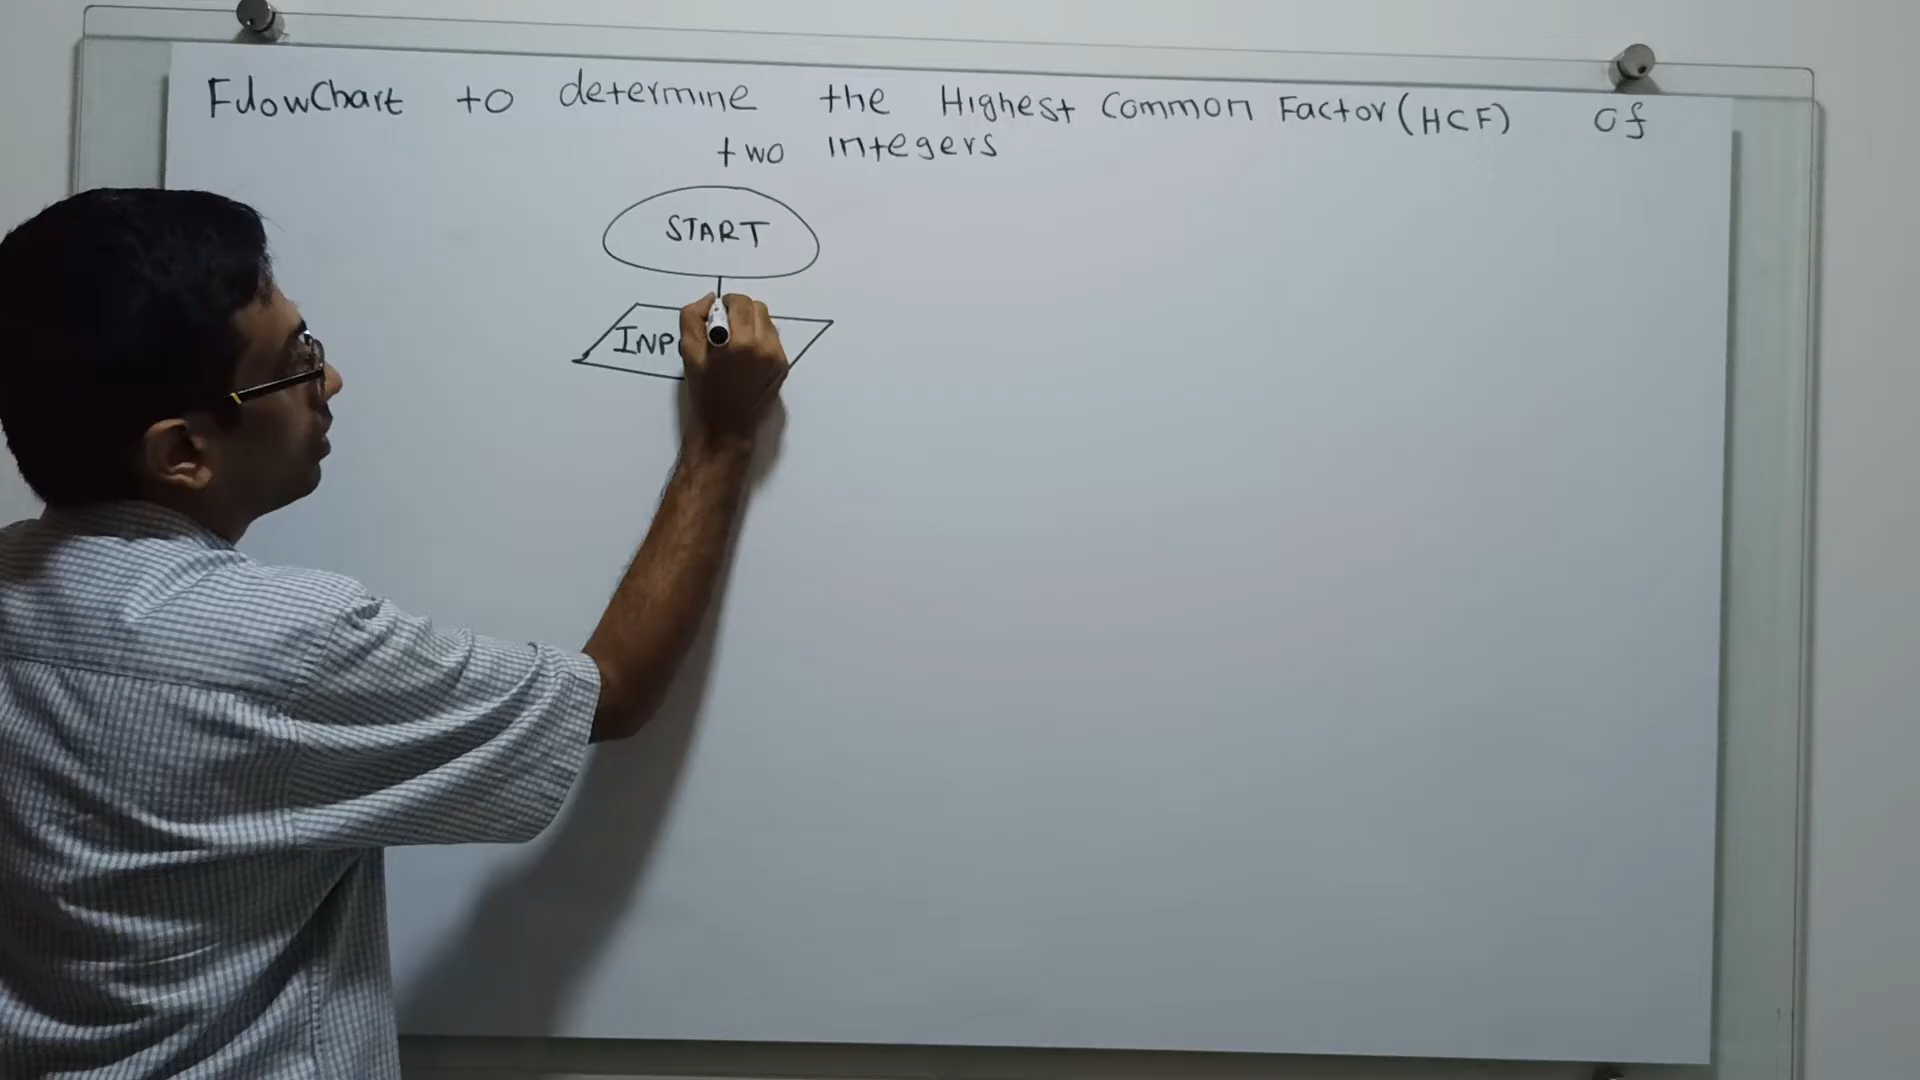 FlowChart to determine the Highest Common Factor (HCF) of
two integers
START
INP